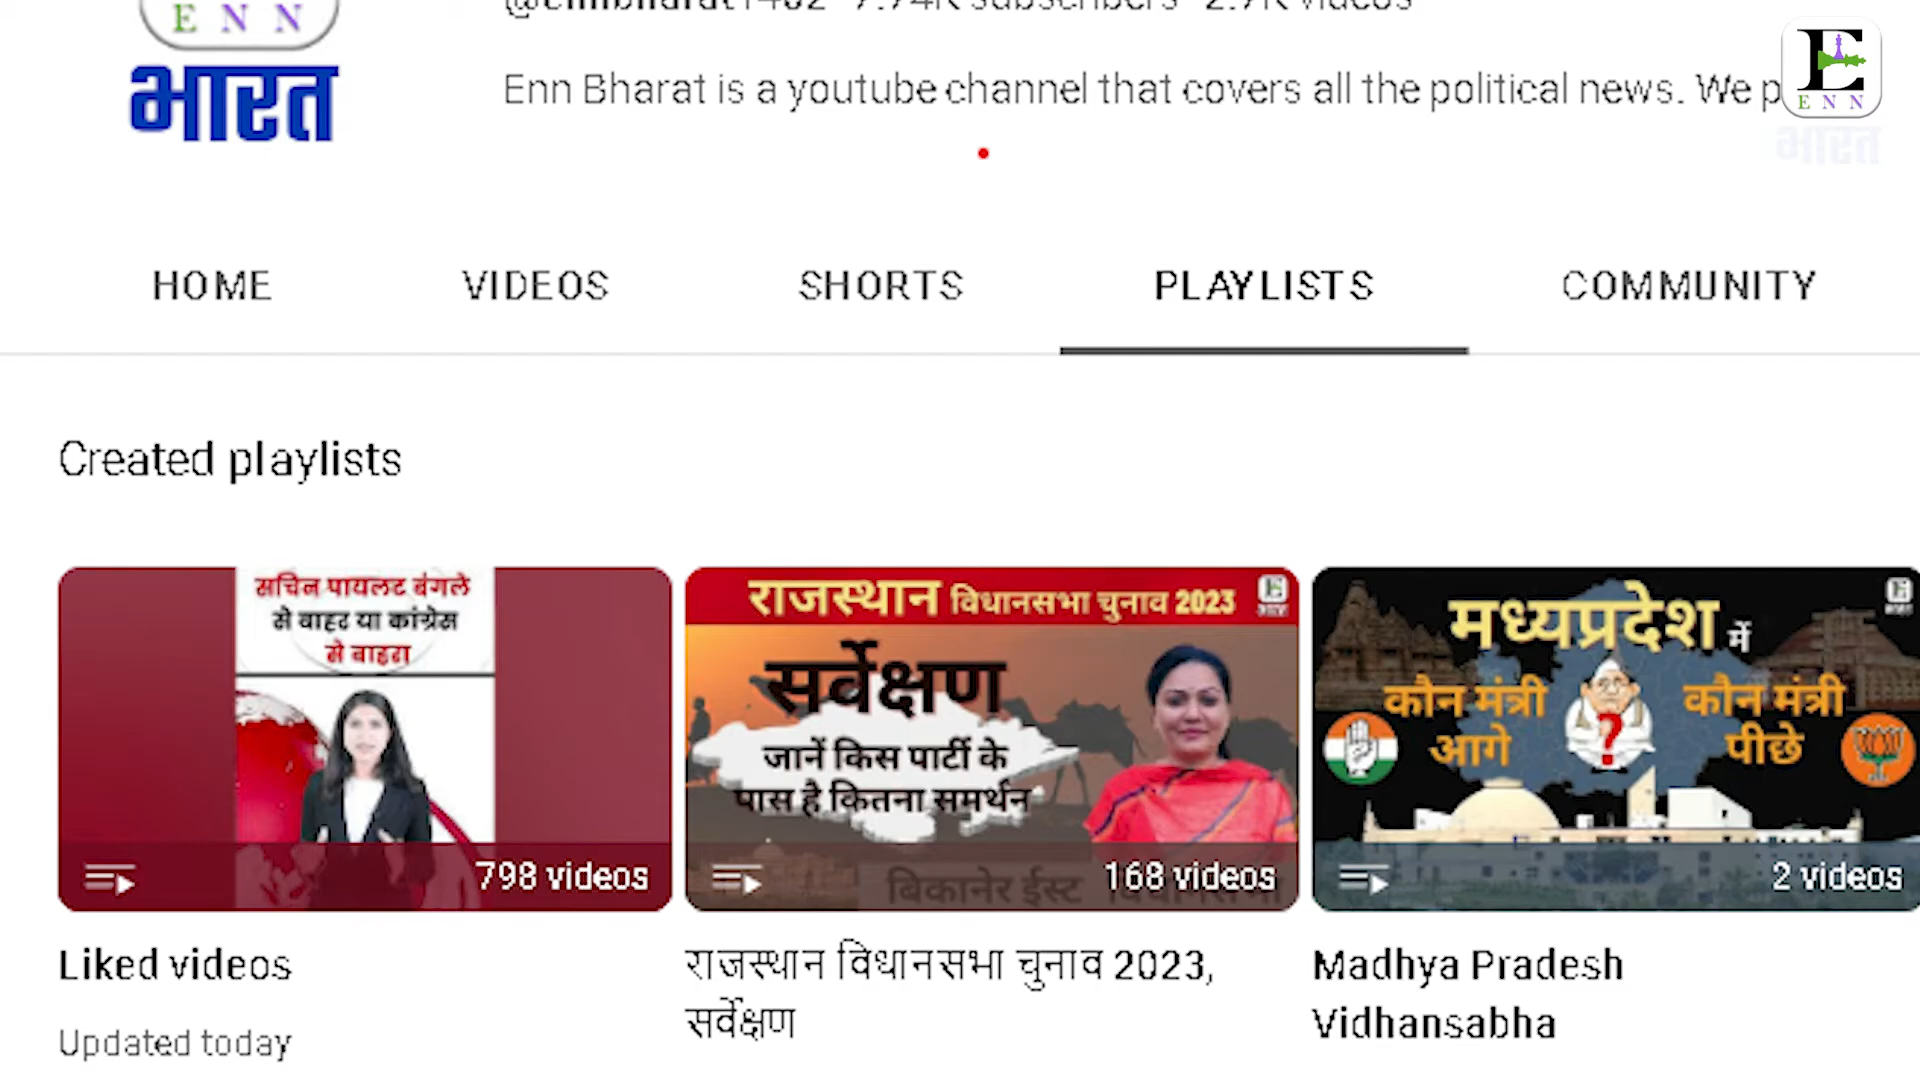 E N N
भारत
Enn Bharat is a youtube channel that covers all the political news. We p
E
E N N
भारत
HOME VIDEOS SHORTS PLAYLISTS COMMUNITY
Created playlists
सचिन पायलट बंगले
से बाहर या कांग्रेस
से बाहरा
798 videos
Liked videos
Updated today
राजस्थान विधानसभा चुनाव 2023
सर्वेक्षण
जानें किस पार्टी के
पास है कितना समर्थन
बिकानेर ईस्ट विधानसभा
168 videos
राजस्थान विधानसभा चुनाव 2023,
सर्वेक्षण
मध्यप्रदेश में
कौन मंत्री
आगे
?
कौन मंत्री
पीछे
2 videos
Madhya Pradesh
Vidhansabha